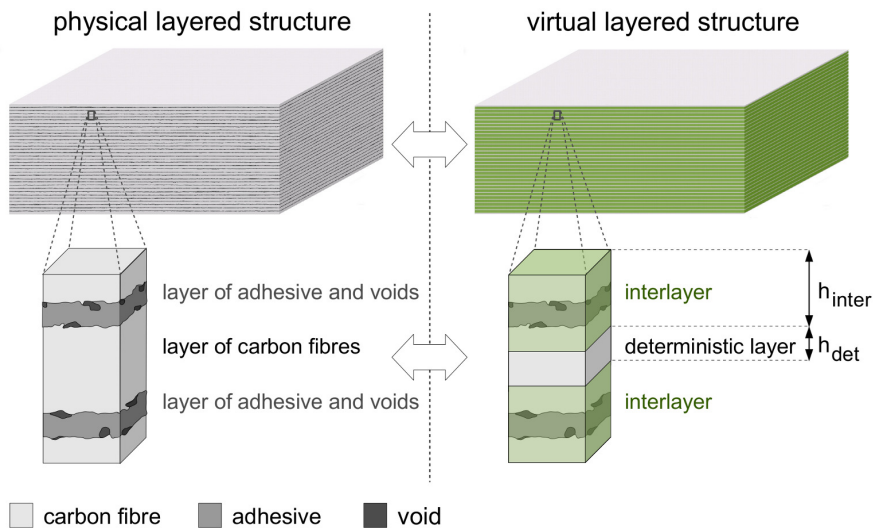 physical layered structure
virtual layered structure
layer of adhesive and voids
layer of carbon fibres
layer of adhesive and voids
interlayer
deterministic layer
interlayer
h_inter
h_det
carbon fibre
adhesive
void